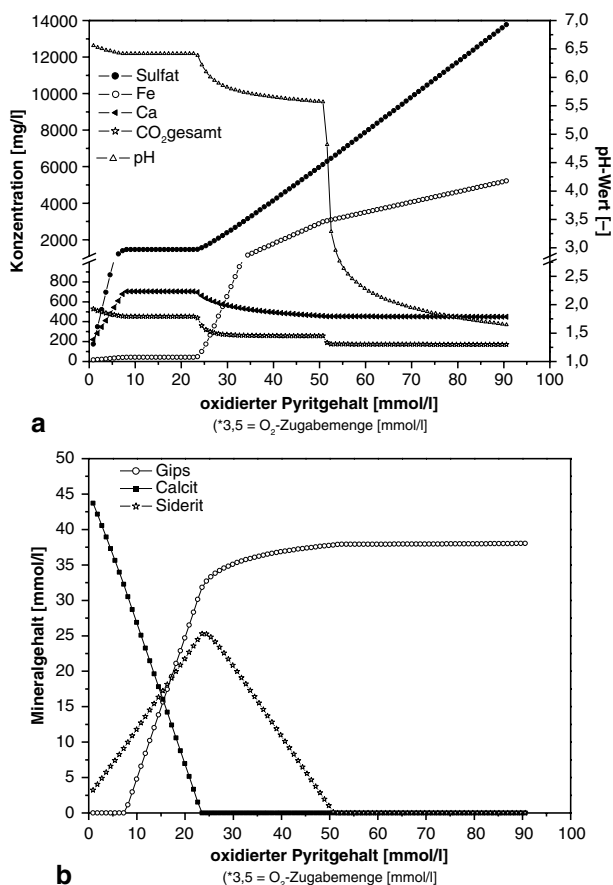 14000
12000
10000
8000
6000
4000
2000
800
600
400
200
0
Konzentration [mg/l]
Sulfat
Fe
Ca
CO₂gesamt
pH
7,0
6,5
6,0
5,5
5,0
4,5
4,0
3,5
3,0
2,5
2,0
1,5
1,0
pH-Wert [–]
0 10 20 30 40 50 60 70 80 90 100
oxidierter Pyritgehalt [mmol/l]
(*3,5 = O₂-Zugabemenge [mmol/l]
a
50
45
40
35
30
25
20
15
10
5
0
Mineralgehalt [mmol/l]
Gips
Calcit
Siderit
0 10 20 30 40 50 60 70 80 90 100
oxidierter Pyritgehalt [mmol/l]
(*3,5 = O₂-Zugabemenge [mmol/l]
b